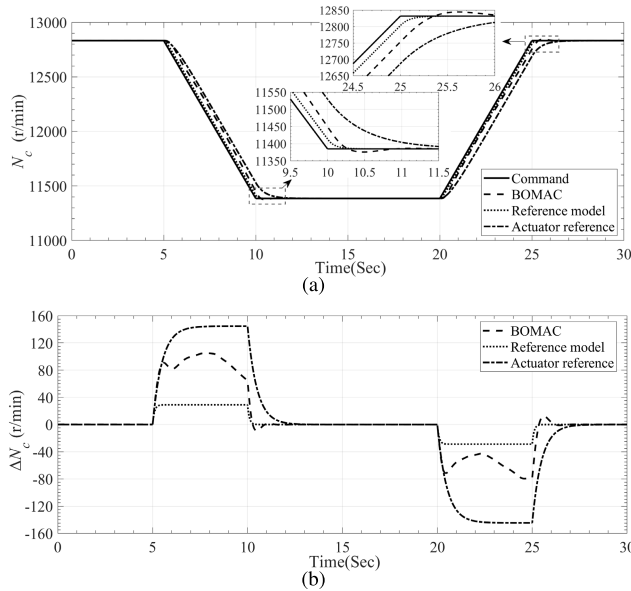 13000
12000
11000
N_c (r/min)
12850
12800
12750
12700
12650
24.5 25 25.5 26
11550
11500
11450
11400
11350
9.5 10 10.5 11 11.5
Command
BOMAC
Reference model
Actuator reference
0 5 10 15 20 25 30
Time(Sec)
(a)
160
120
80
40
0
-40
-80
-120
-160
ΔN_c (r/min)
BOMAC
Reference model
Actuator reference
0 5 10 15 20 25 30
Time(Sec)
(b)